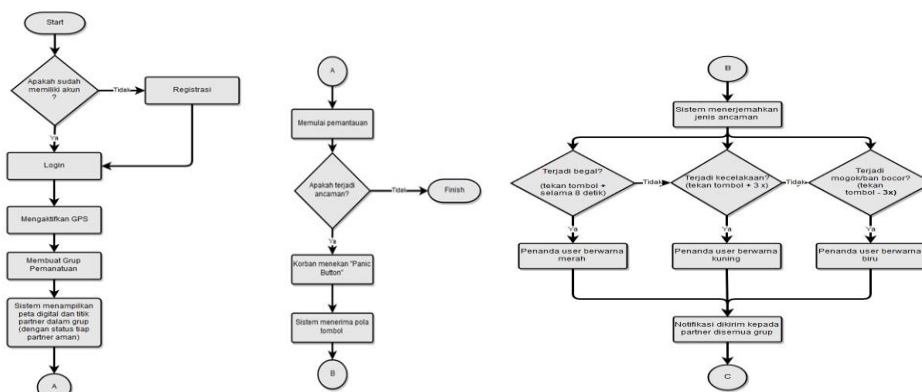 Start
Apakah sudah
memiliki akun
?
Tidak
Registrasi
Ya
Login
Mengaktifkan GPS
Membuat Grup
Pemanatuan
Sistem menampilkan
peta digital dan titik
partner dalam grup
(dengan status tiap
partner aman)
A
A
Memulai pemantauan
Apakah terjadi
ancaman?
Tidak
Finish
Ya
Korban menekan "Panic
Button"
Sistem menerima pola
tombol
B
B
Sistem menerjemahkan
jenis ancaman
Terjadi begal?
(tekan tombol +
selama 8 detik)
Tidak
Terjadi kecelakaan?
(tekan tombol + 3 x)
Tidak
Terjadi
mogok/ban bocor?
(tekan
tombol - 3x)
Ya
Ya
Ya
Penanda user berwarna
merah
Penanda user berwarna
kuning
Penanda user berwarna
biru
Notifikasi dikirim kepada
partner disemua grup
C